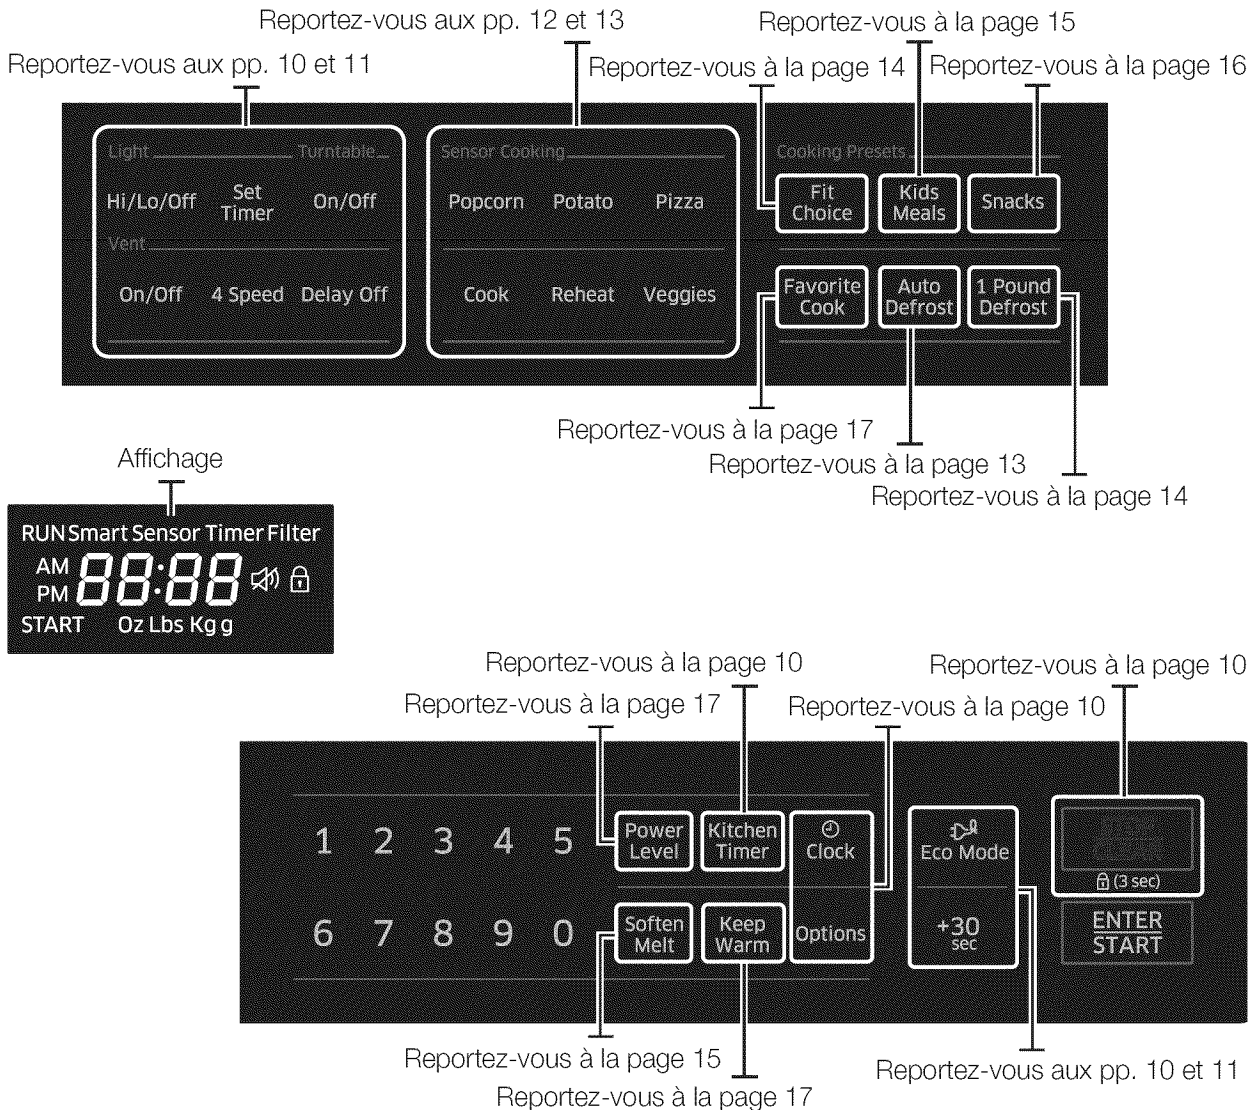 Reportez-vous aux pp. 12 et 13
Reportez-vous à la page 15
Reportez-vous aux pp. 10 et 11
Reportez-vous à la page 14
Reportez-vous à la page 16
Light
Turntable
Sensor Cooking
Cooking Presets
Hi/Lo/Off
Set
Timer
On/Off
Popcorn
Potato
Pizza
Fit
Choice
Kids
Meals
Snacks
Vent
On/Off
4 Speed
Delay Off
Cook
Reheat
Veggies
Favorite
Cook
Auto
Defrost
1 Pound
Defrost
Reportez-vous à la page 17
Reportez-vous à la page 13
Reportez-vous à la page 14
Affichage
RUN Smart Sensor Timer Filter
AM
PM
88:88
START
Oz Lbs Kg g
Reportez-vous à la page 10
Reportez-vous à la page 10
Reportez-vous à la page 17
Reportez-vous à la page 10
1 2 3 4 5
Power
Level
Kitchen
Timer
Clock
Eco Mode
(3 sec)
6 7 8 9 0
Soften
Melt
Keep
Warm
Options
+30
sec
ENTER
START
Reportez-vous à la page 15
Reportez-vous aux pp. 10 et 11
Reportez-vous à la page 17